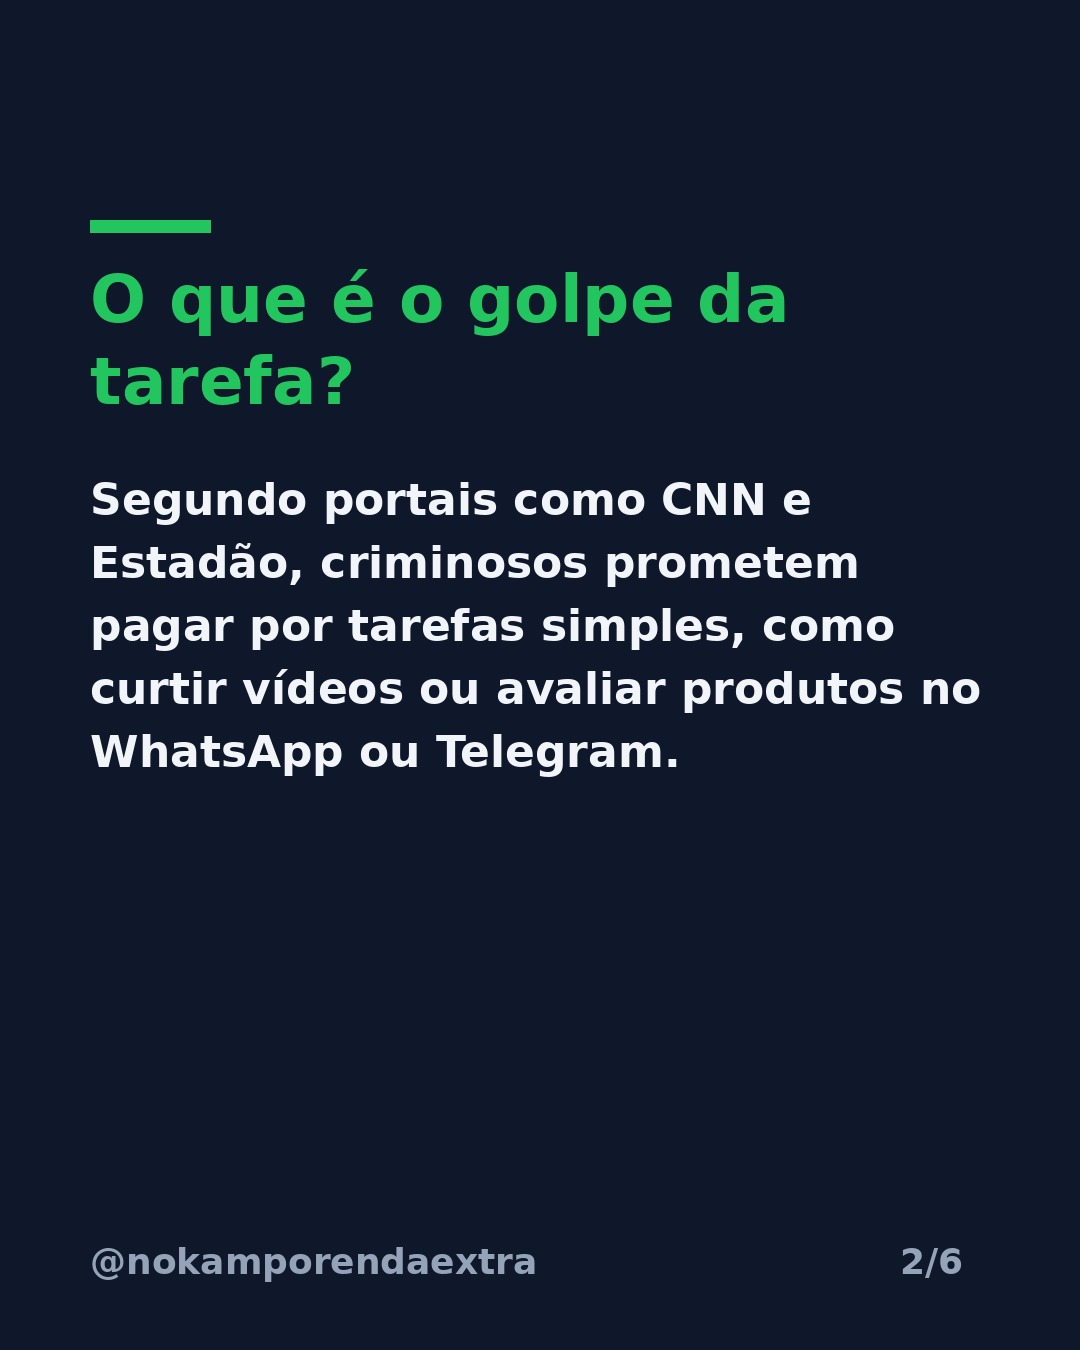 O que é o golpe da
tarefa?
Segundo portais como CNN e
Estadão, criminosos prometem
pagar por tarefas simples, como
curtir vídeos ou avaliar produtos no
WhatsApp ou Telegram.
@nokamporendaextra
2/6